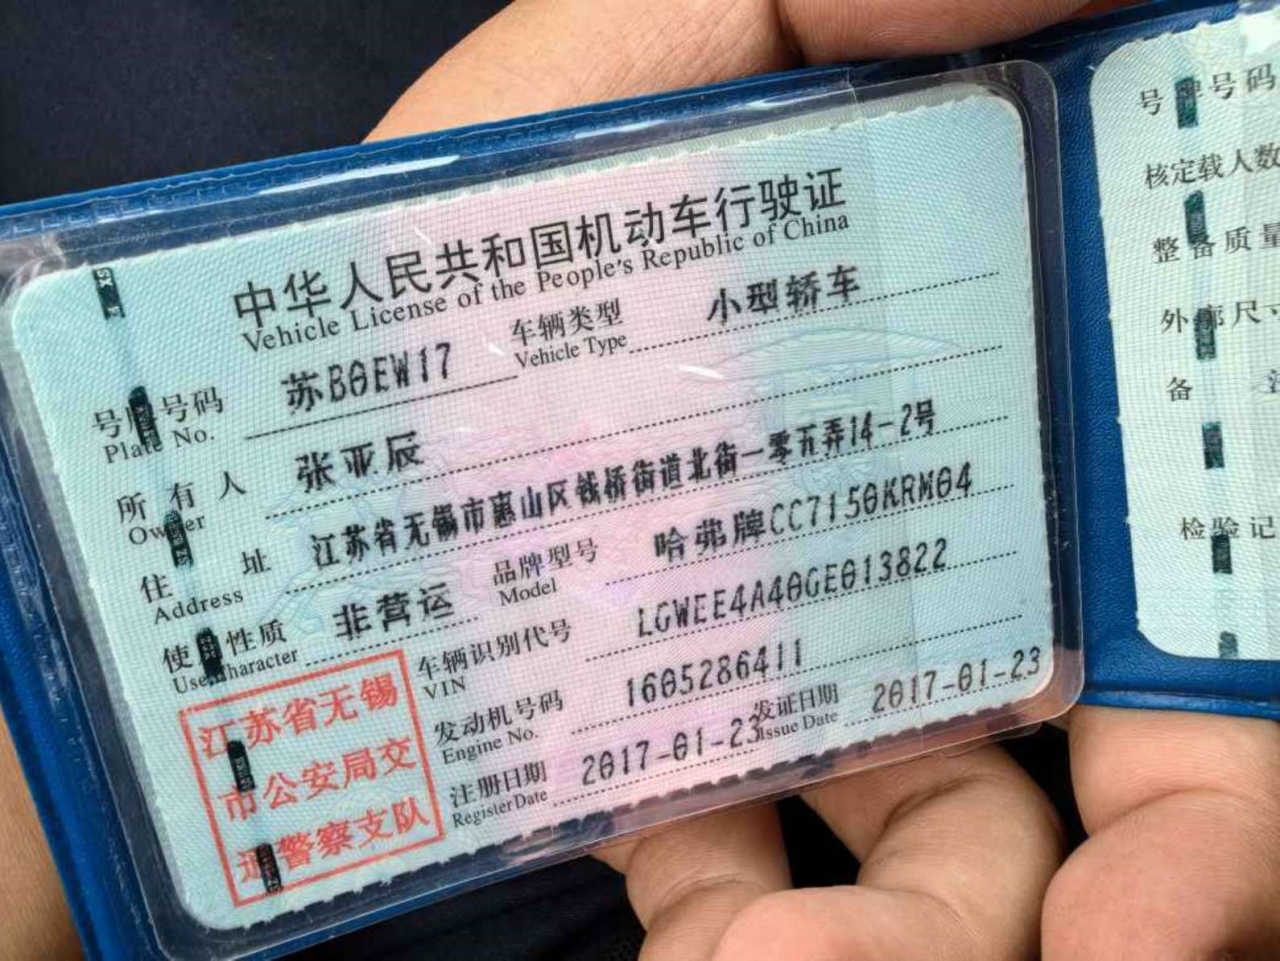 中华人民共和国机动车行驶证
Vehicle License of the People's Republic of China
号牌号码 苏B0EW17 车辆类型 小型轿车
Plate No. Vehicle Type
所有人 张亚辰
Owner
住址 江苏省无锡市惠山区钱桥街道北街一零五弄14-2号
Address
使用性质 非营运 品牌型号 哈弗牌CC7150KRM04
Use Character Model
车辆识别代号 LGWEE4A40GE013822
VIN
发动机号码 1605286411
Engine No.
注册日期 2017-01-23 发证日期 2017-01-23
Register Date Issue Date
江苏省无锡
市公安局交
通警察支队
号牌号码
核定载人数
整备质量
外廓尺寸
备
检验记